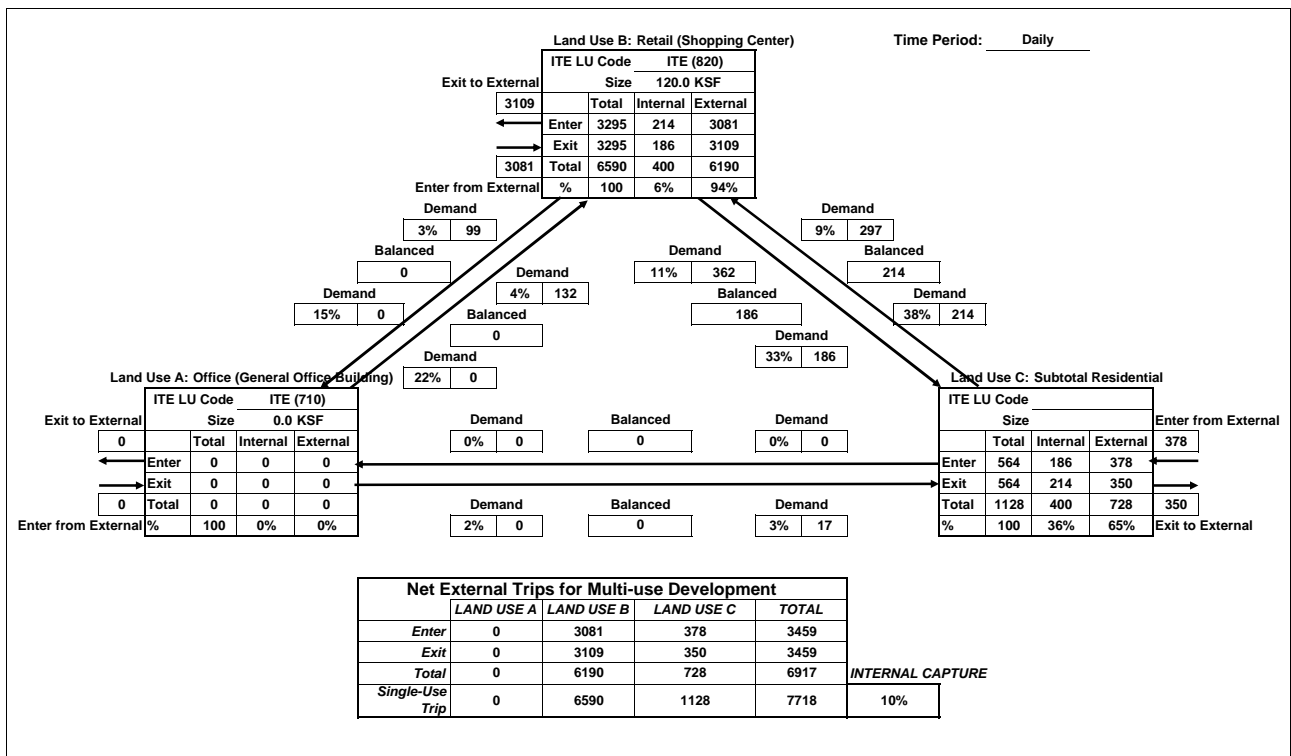 Land Use B: Retail (Shopping Center)
Time Period: Daily
ITE LU Code ITE (820)
Exit to External Size 120.0 KSF
3109 Total Internal External
Enter 3295 214 3081
Exit 3295 186 3109
3081 Total 6590 400 6190
Enter from External % 100 6% 94%
Demand Demand
3% 99 9% 297
Balanced Demand Balanced
0 11% 362 214
Demand Demand Balanced Demand
15% 0 4% 132 186 38% 214
Balanced Demand
0 33% 186
Demand
22% 0
Land Use A: Office (General Office Building)
ITE LU Code ITE (710)
Exit to External Size 0.0 KSF
0 Total Internal External
Enter 0 0 0
Exit 0 0 0
0 Total 0 0 0
Enter from External % 100 0% 0%
Demand Balanced Demand
0% 0 0 0% 0
Demand Balanced Demand
2% 0 0 3% 17
Land Use C: Subtotal Residential
ITE LU Code
Size Enter from External
Total Internal External 378
Enter 564 186 378
Exit 564 214 350
Total 1128 400 728 350
% 100 36% 65% Exit to External
Net External Trips for Multi-use Development
LAND USE A LAND USE B LAND USE C TOTAL
Enter 0 3081 378 3459
Exit 0 3109 350 3459
Total 0 6190 728 6917 INTERNAL CAPTURE
Single-Use
Trip 0 6590 1128 7718 10%